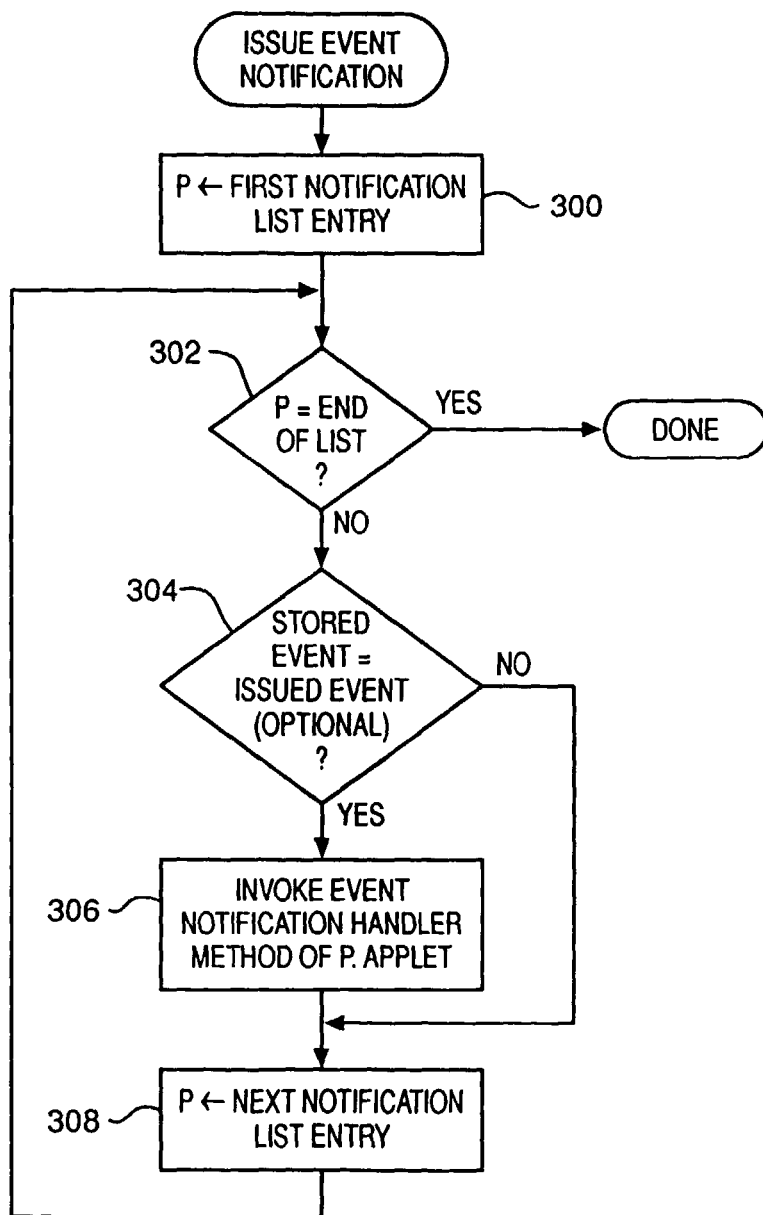 ISSUE EVENT
NOTIFICATION
P ← FIRST NOTIFICATION
LIST ENTRY
300
302
P = END
OF LIST
?
YES
DONE
NO
304
STORED
EVENT =
ISSUED EVENT
(OPTIONAL)
?
NO
YES
306
INVOKE EVENT
NOTIFICATION HANDLER
METHOD OF P. APPLET
308
P ← NEXT NOTIFICATION
LIST ENTRY